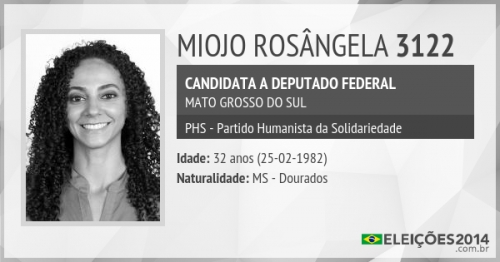 MIOJO ROSÂNGELA 3122
CANDIDATA A DEPUTADO FEDERAL
MATO GROSSO DO SUL
PHS - Partido Humanista da Solidariedade
Idade: 32 anos (25-02-1982)
Naturalidade: MS - Dourados
ELEIÇÕES2014
.com.br